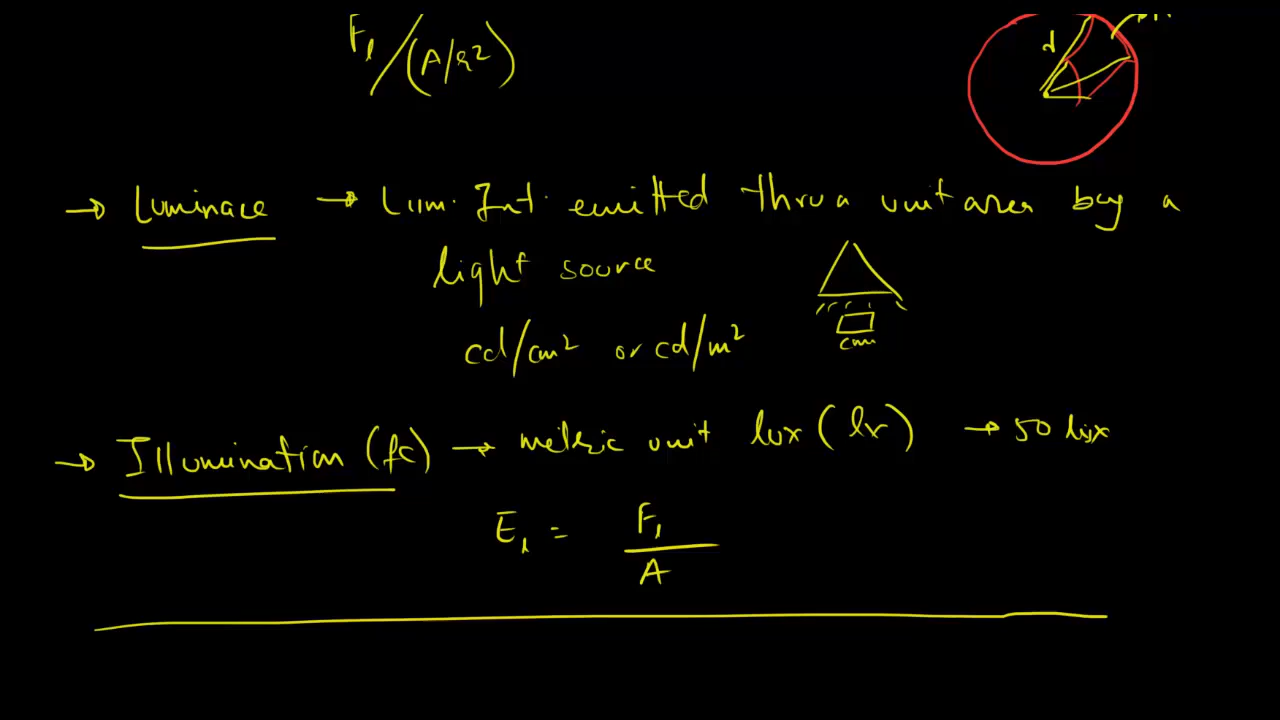 F₁/(A/r²)
d
→ Luminace → Lum. Int. emitted thru a unit area buy a
light source
cd/cm² or cd/m²
cm
→ Illumination (fc) → metric unit lux (lx) → 50 lux
E₁ = F₁/A